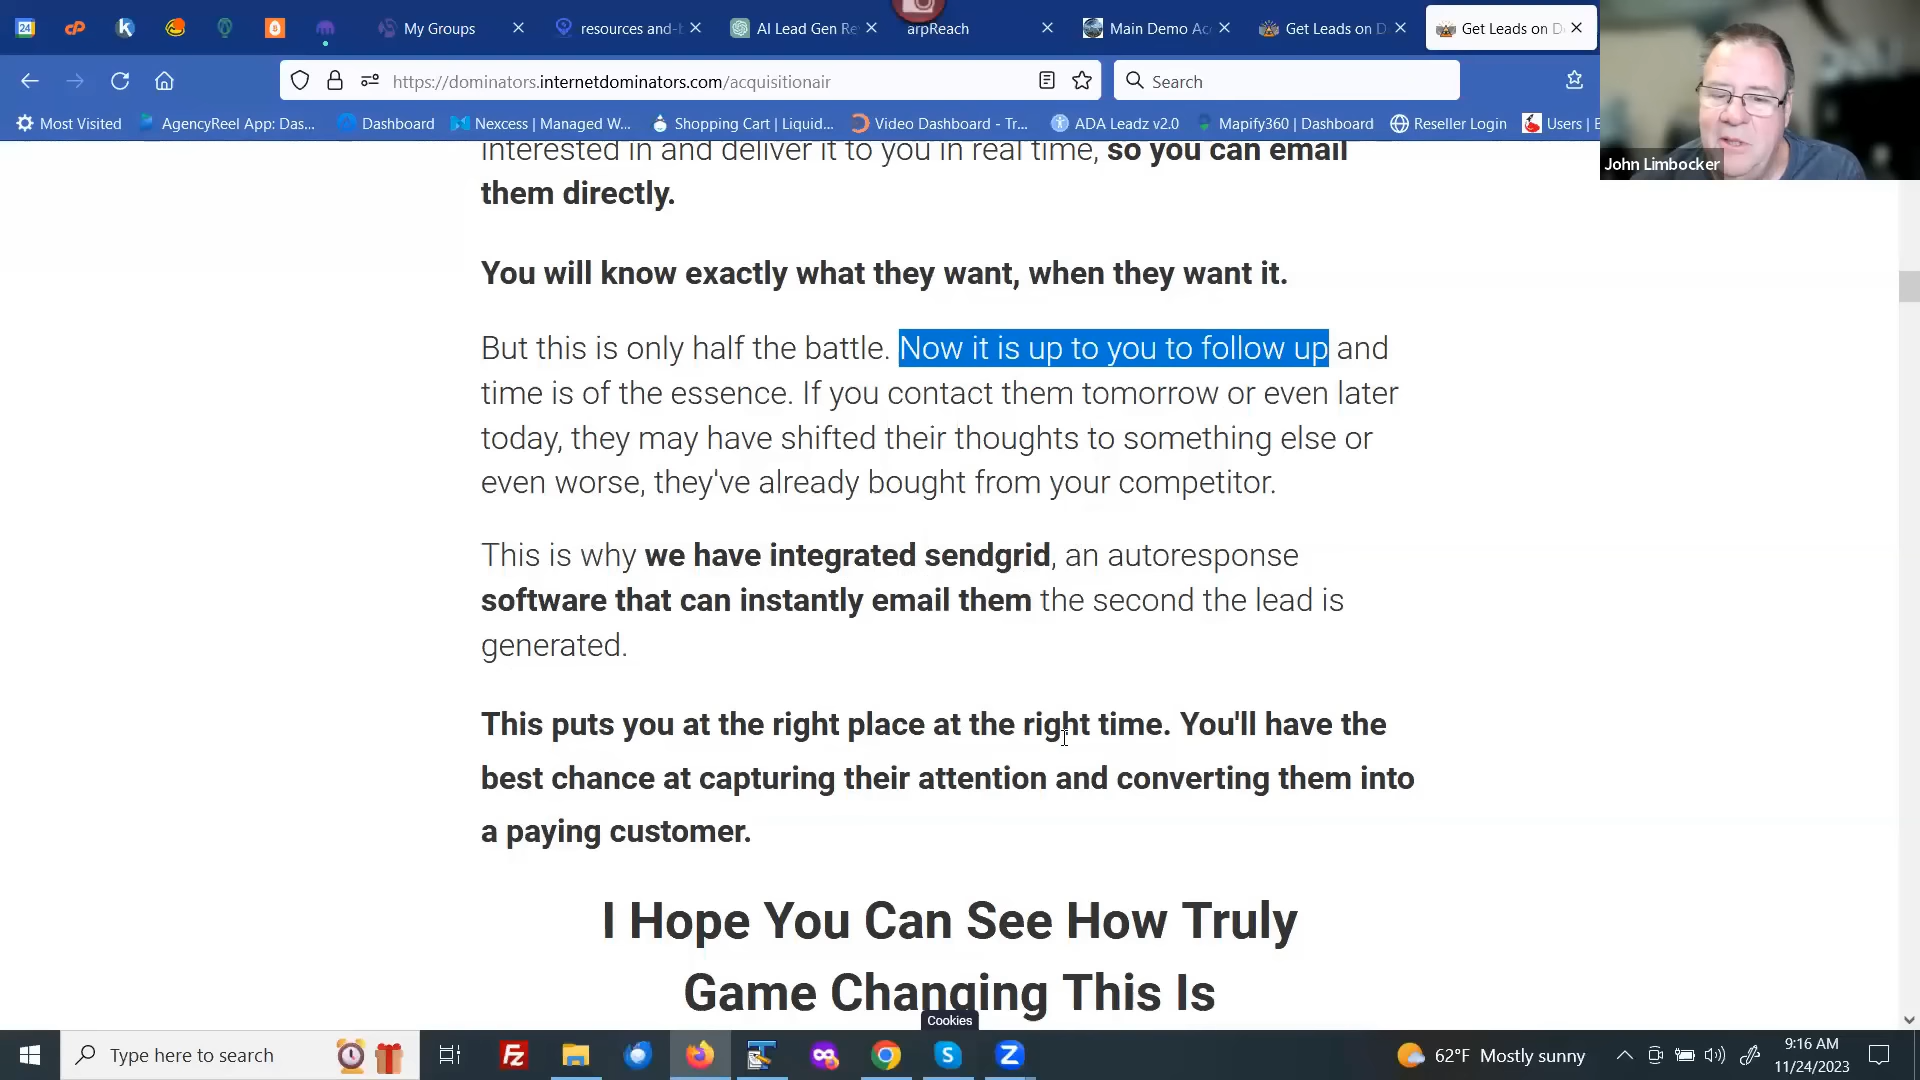 24
My Groups
resources and-b
AI Lead Gen Re
arpReach
Main Demo Acc
Get Leads on D
Get Leads on D
https://dominators.internetdominators.com/acquisitionair
Search
Most Visited
AgencyReel App: Das...
Dashboard
Nexcess | Managed W...
Shopping Cart | Liquid...
Video Dashboard - Tr...
ADA Leadz v2.0
Mapify360 | Dashboard
Reseller Login
Users | E
John Limbocker
interested in and deliver it to you in real time, so you can email
them directly.
You will know exactly what they want, when they want it.
But this is only half the battle. Now it is up to you to follow up and
time is of the essence. If you contact them tomorrow or even later
today, they may have shifted their thoughts to something else or
even worse, they've already bought from your competitor.
This is why we have integrated sendgrid, an autoresponse
software that can instantly email them the second the lead is
generated.
This puts you at the right place at the right time. You'll have the
best chance at capturing their attention and converting them into
a paying customer.
I Hope You Can See How Truly
Game Changing This Is
Cookies
Type here to search
62°F Mostly sunny
9:16 AM
11/24/2023